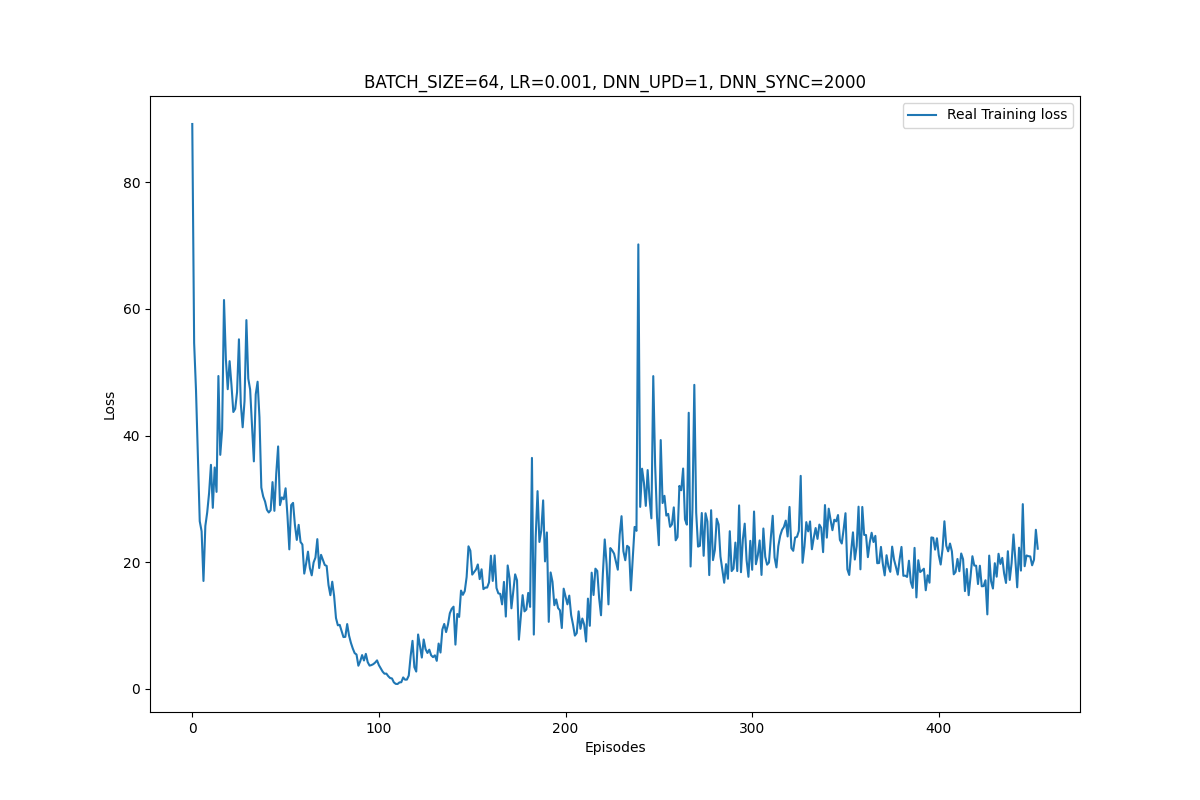 BATCH_SIZE=64, LR=0.001, DNN_UPD=1, DNN_SYNC=2000
Real Training loss
80
60
40
20
0
Loss
0 100 200 300 400
Episodes